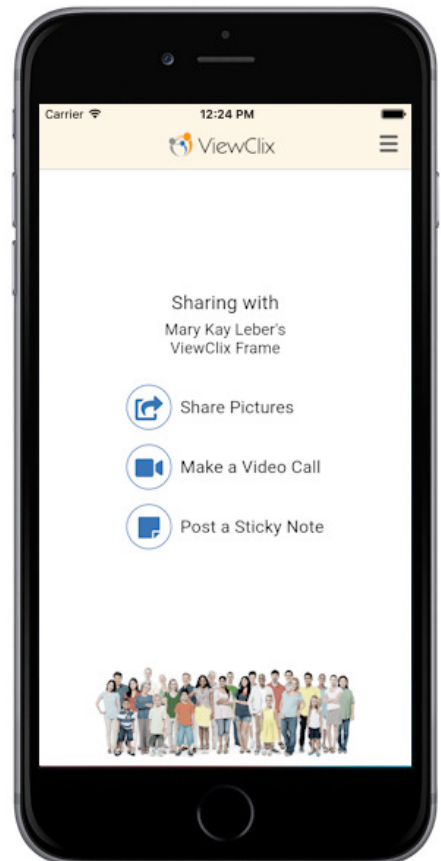 Carrier 12:24 PM
ViewClix
Sharing with
Mary Kay Leber's
ViewClix Frame
Share Pictures
Make a Video Call
Post a Sticky Note